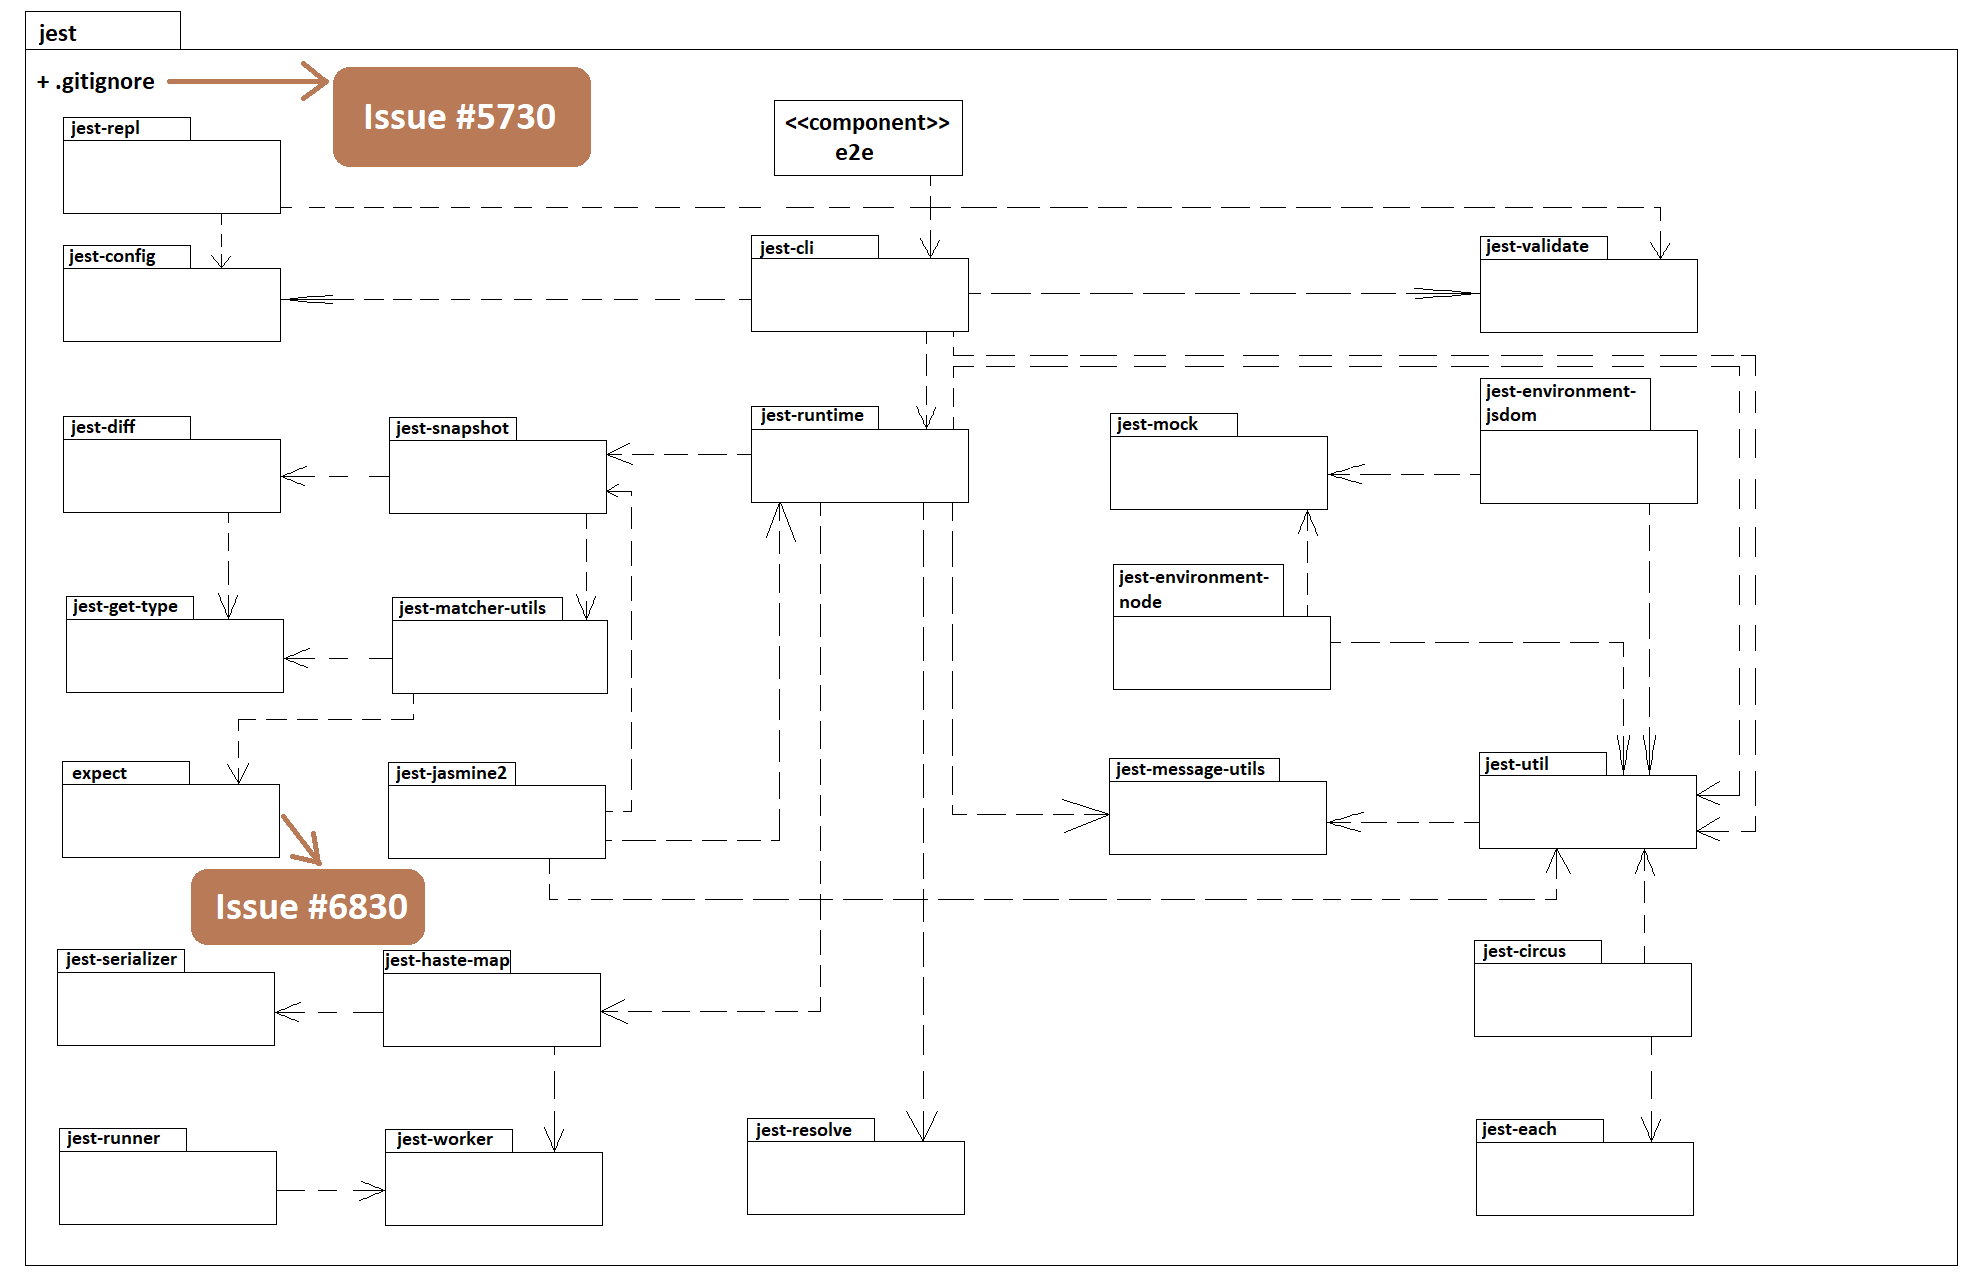 jest
+ .gitignore
Issue #5730
jest-repl
<<component>>
e2e
jest-config
jest-cli
jest-validate
jest-diff
jest-snapshot
jest-runtime
jest-mock
jest-environment-
jsdom
jest-get-type
jest-matcher-utils
jest-environment-
node
expect
jest-jasmine2
jest-message-utils
jest-util
Issue #6830
jest-serializer
jest-haste-map
jest-circus
jest-runner
jest-worker
jest-resolve
jest-each